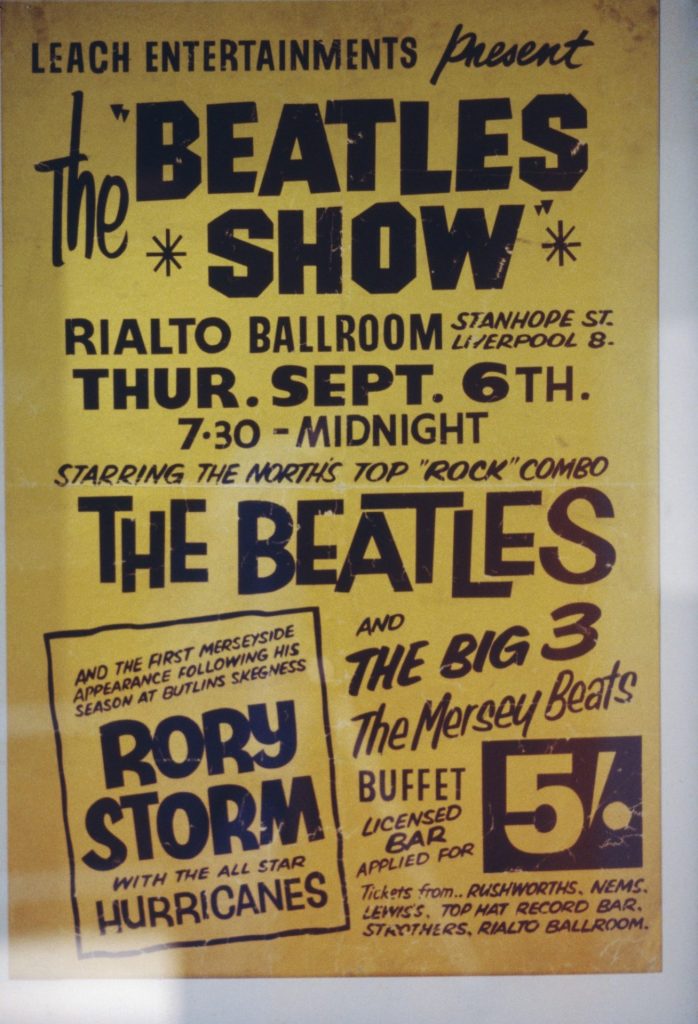 LEACH ENTERTAINMENTS Present
the "BEATLES
SHOW"
RIALTO BALLROOM STANHOPE ST.
LIVERPOOL 8.
THUR. SEPT. 6TH.
7.30 - MIDNIGHT
STARRING THE NORTH'S TOP "ROCK" COMBO
THE BEATLES
AND THE FIRST MERSEYSIDE
APPEARANCE FOLLOWING HIS
SEASON AT BUTLINS SKEGNESS
RORY
STORM
WITH THE ALL STAR
HURRICANES
AND
THE BIG 3
The Mersey Beats
BUFFET
LICENSED
BAR
APPLIED FOR
5/.
Tickets from.. RUSHWORTHS. NEMS.
LEWIS'S. TOP HAT RECORD BAR.
STROTHERS. RIALTO BALLROOM.